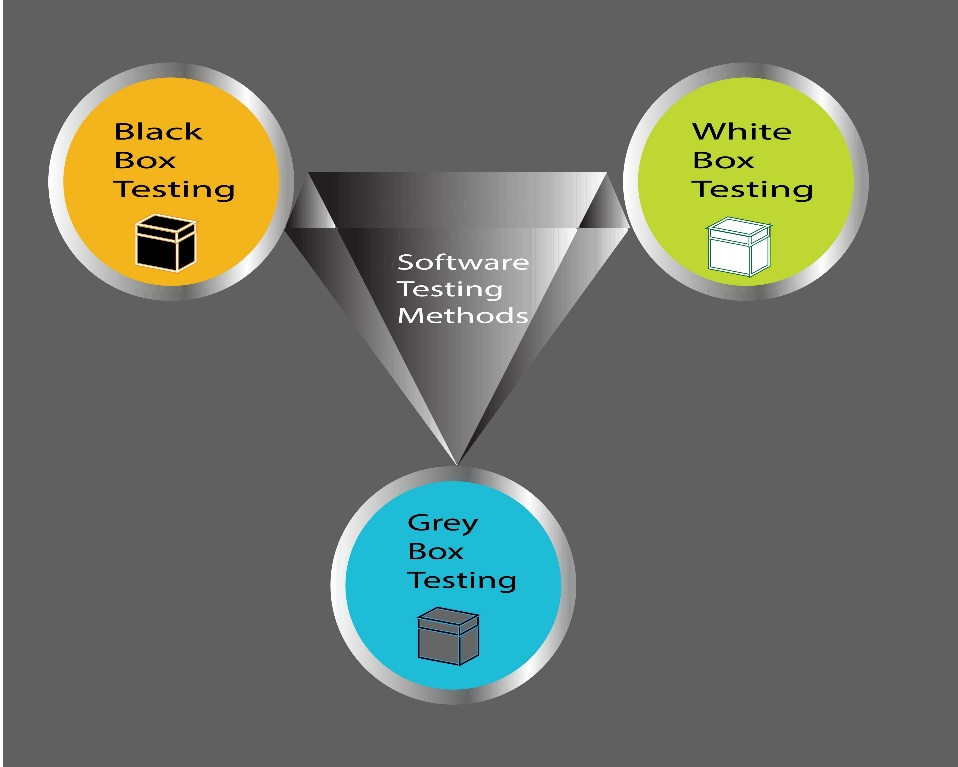 Black
Box
Testing
White
Box
Testing
Software
Testing
Methods
Grey
Box
Testing